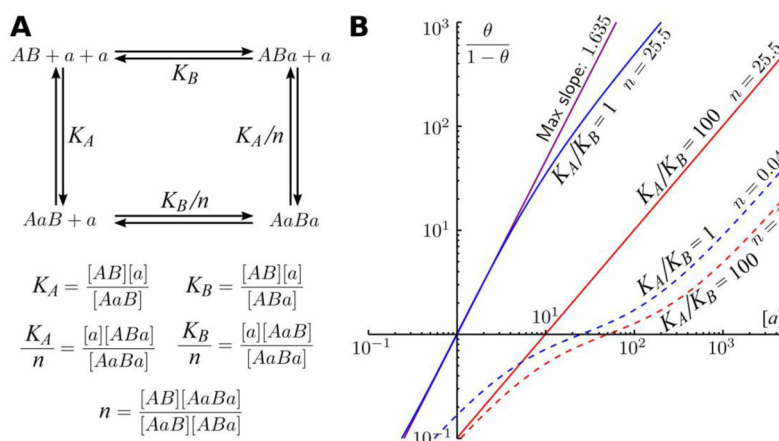 A
AB + a + a
K_B
ABa + a
K_A
K_A/n
AaB + a
K_B/n
AaBa
K_A = [AB][a] / [AaB]
K_B = [AB][a] / [ABa]
K_A / n = [a][ABa] / [AaBa]
K_B / n = [a][AaB] / [AaBa]
n = [AB][AaBa] / [AaB][ABa]
B
10^3
θ / 1 − θ
Max slope: 1.635
K_A/K_B = 1
n = 25.5
K_A/K_B = 100
n = 25.5
10^2
10^1
K_A/K_B = 1
K_A/K_B = 100
n =
10^1
[a]
10^−1
10^2
10^3
10^−1